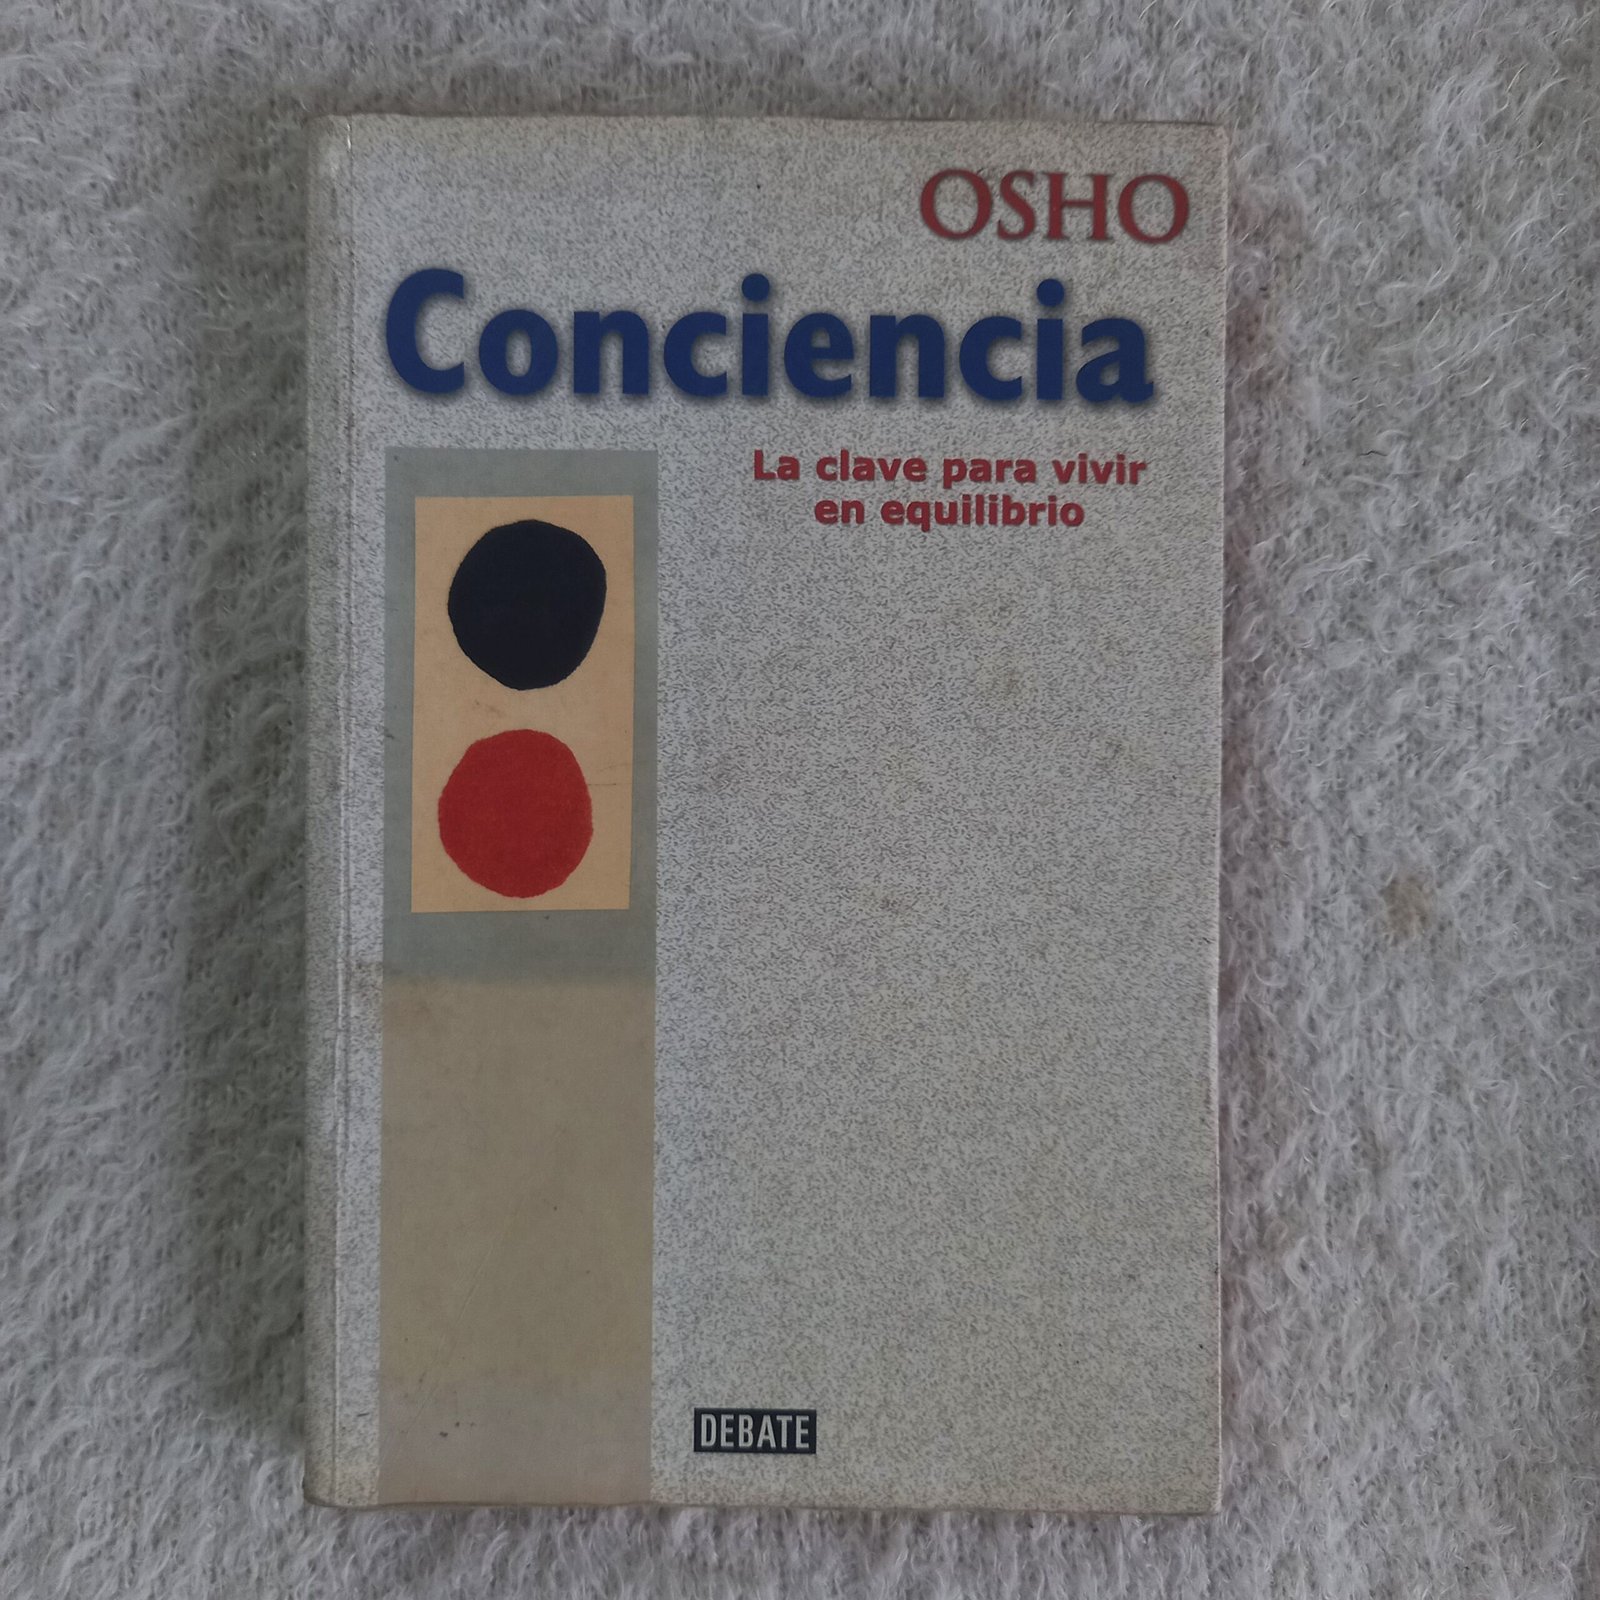 OSHO
Conciencia
La clave para vivir
en equilibrio
DEBATE